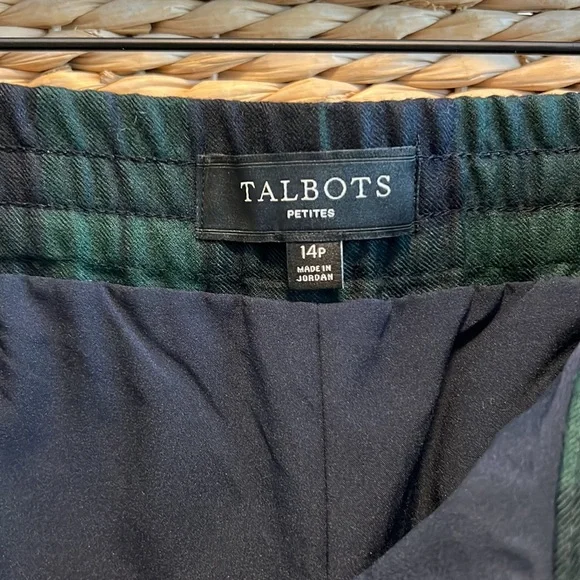 TALBOTS
PETITES
14P
MADE IN
JORDAN